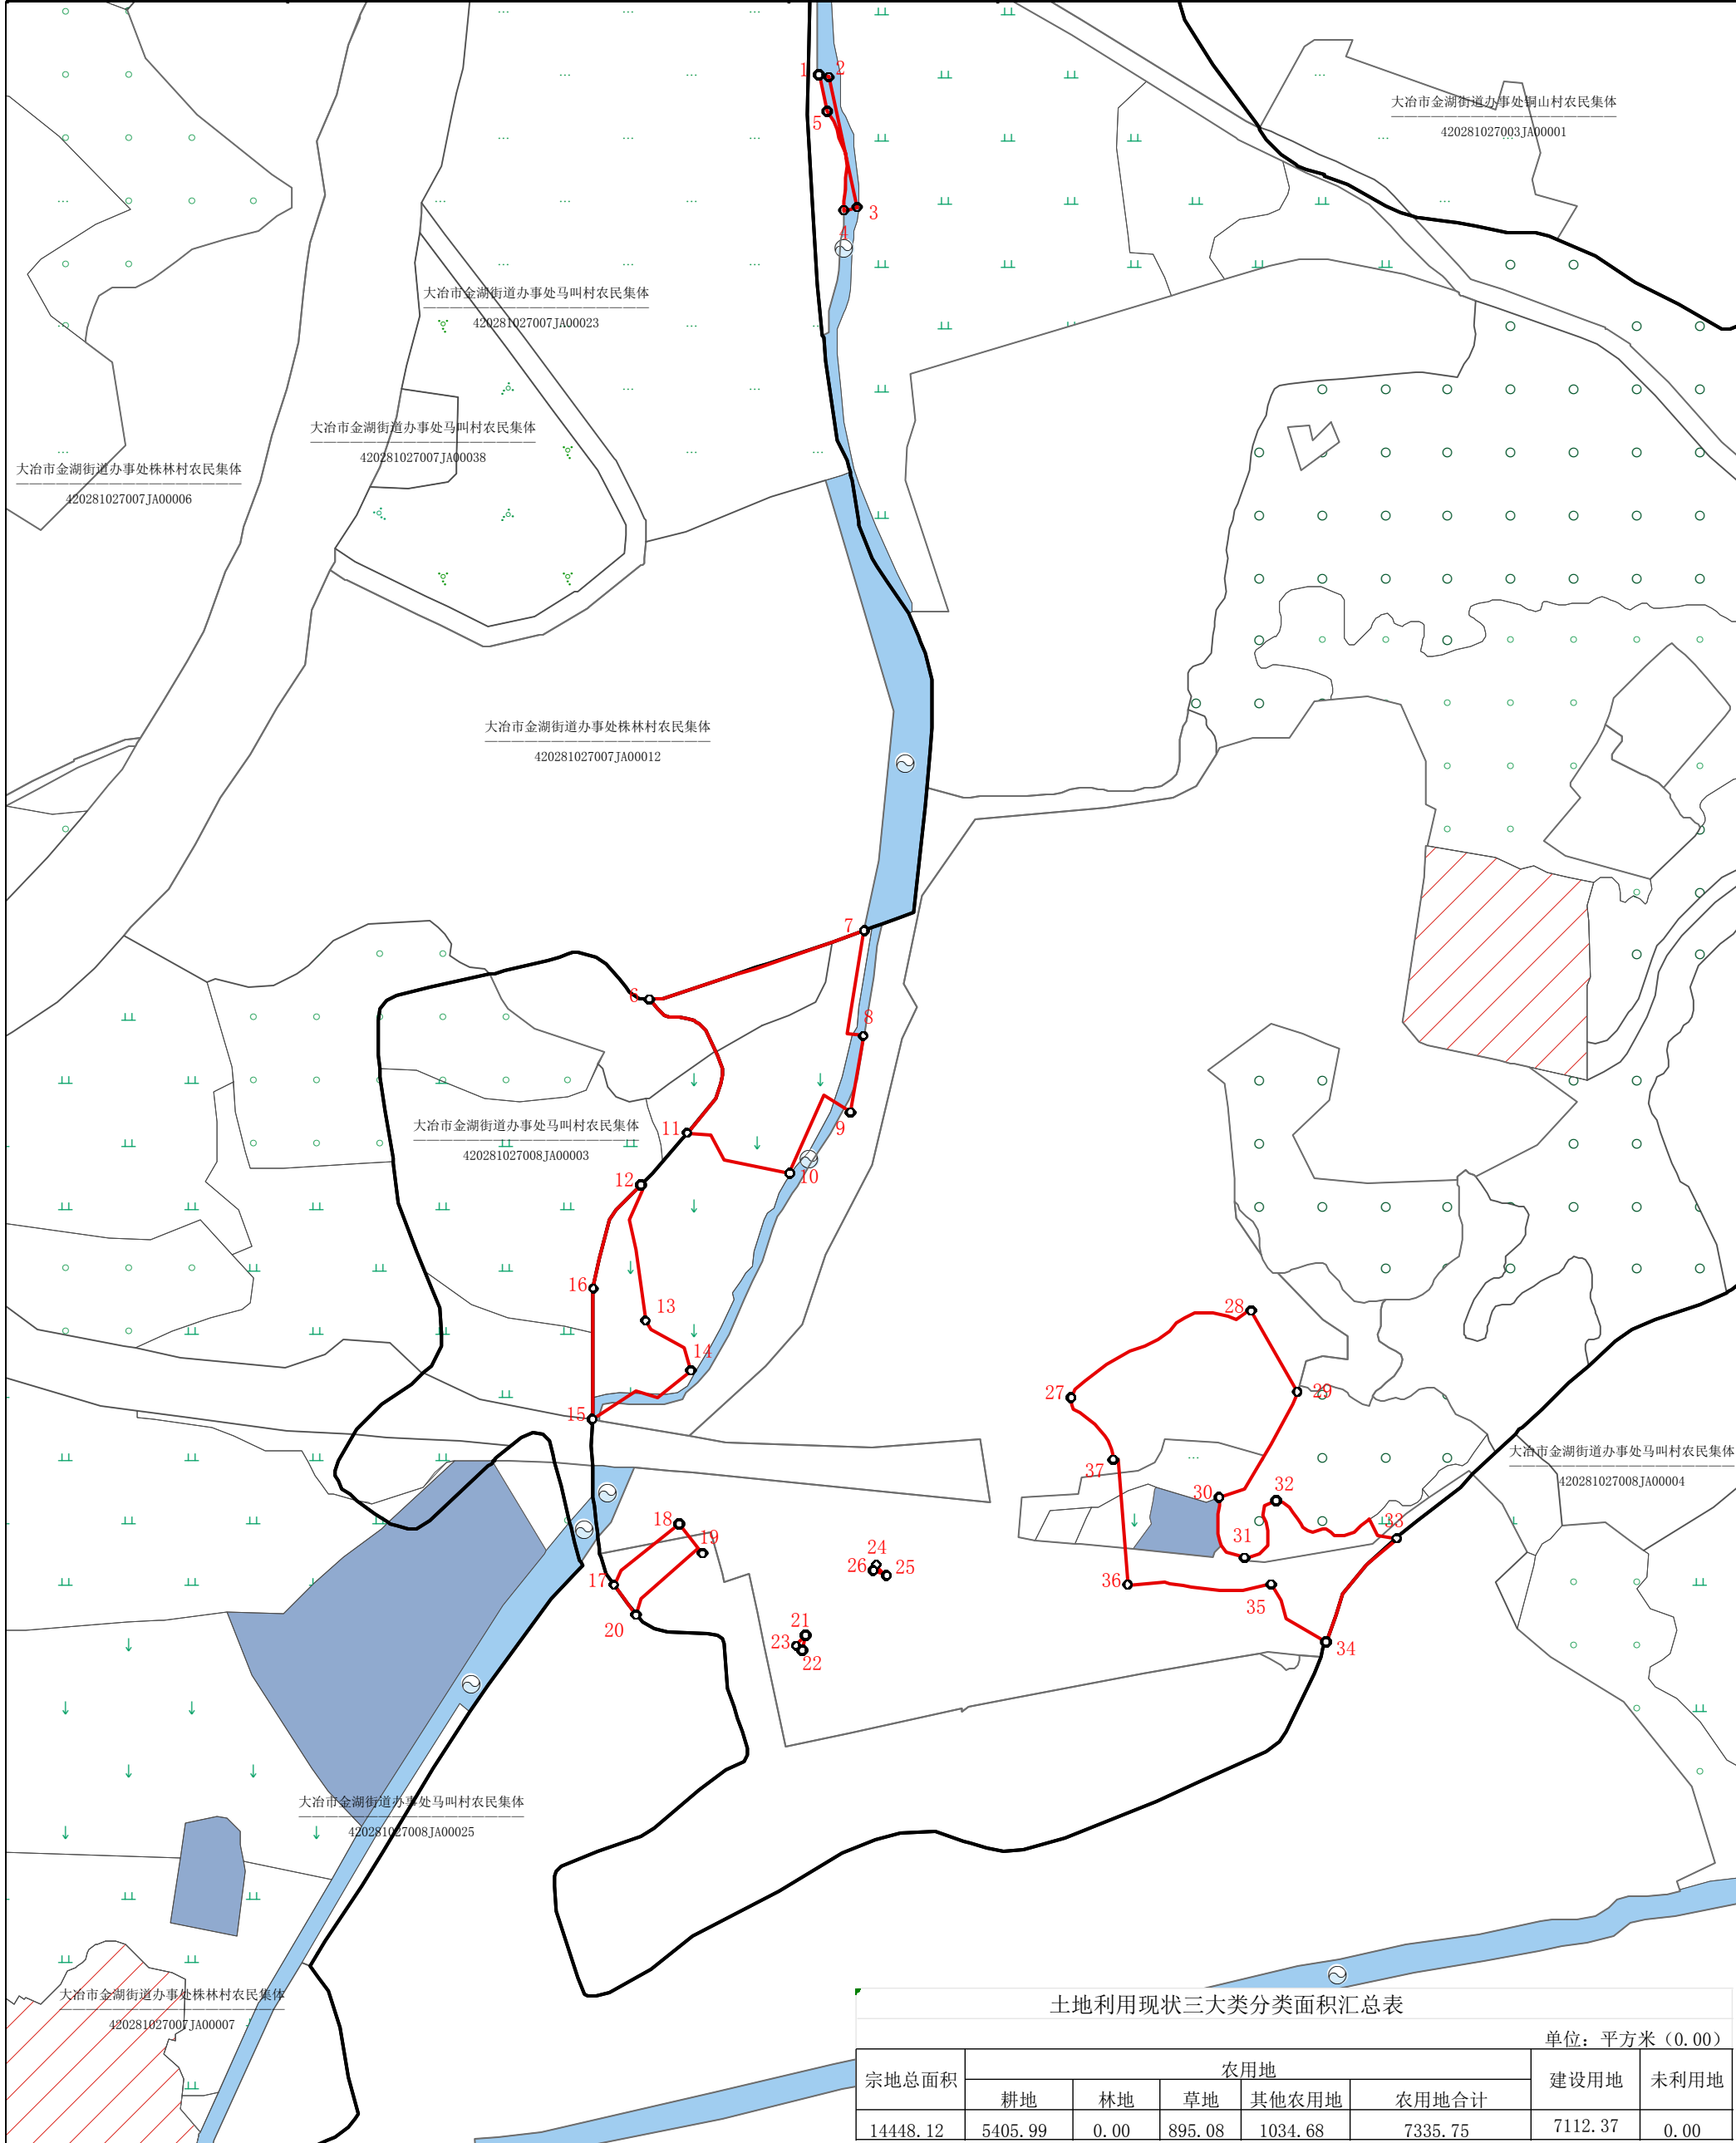 1
2
5
3
4
大冶市金湖街道办事处铜山村农民集体
420281027003JA00001
大冶市金湖街道办事处马叫村农民集体
420281027007JA00023
大冶市金湖街道办事处马叫村农民集体
420281027007JA00038
大冶市金湖街道办事处株林村农民集体
420281027007JA00006
大冶市金湖街道办事处株林村农民集体
420281027007JA00012
7
6
8
9
11
10
大冶市金湖街道办事处马叫村农民集体
420281027008JA00003
12
16
13
14
15
28
27
29
37
30
32
31
33
大冶市金湖街道办事处马叫村农民集体
420281027008JA00004
18
19
24
26
25
17
20
21
23
22
36
35
34
大冶市金湖街道办事处马叫村农民集体
420281027008JA00025
大冶市金湖街道办事处株林村农民集体
420281027007JA00007
土地利用现状三大类分类面积汇总表
单位：平方米（0.00）
宗地总面积 农用地 建设用地 未利用地
耕地 林地 草地 其他农用地 农用地合计
14448.12 5405.99 0.00 895.08 1034.68 7335.75 7112.37 0.00